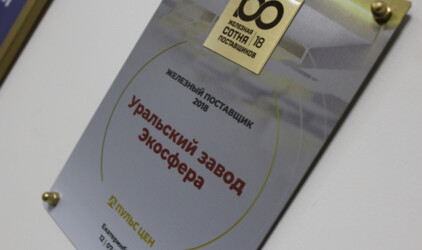 100
ЖЕЛЕЗНАЯ
СОТНЯ 18
ПОСТАВЩИКОВ
ЖЕЛЕЗНЫЙ ПОСТАВЩИК
2018
Уральский завод
Экосфера
ПУЛЬС ЦЕН